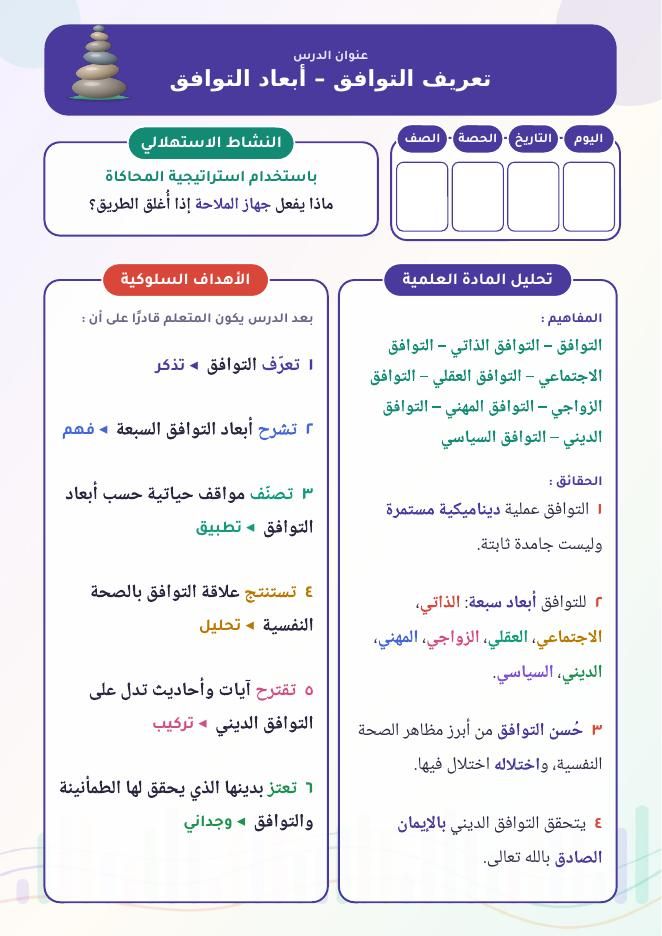 عنوان الدرس
تعريف التوافق – أبعاد التوافق
اليوم - التاريخ - الحصة - الصف
النشاط الاستهلالي
باستخدام استراتيجية المحاكاة
ماذا يفعل جهاز الملاحة إذا أُغلق الطريق؟
تحليل المادة العلمية
المفاهيم :
التوافق – التوافق الذاتي – التوافق
الاجتماعي – التوافق العقلي – التوافق
الزواجي – التوافق المهني – التوافق
الديني – التوافق السياسي
الحقائق :
١ التوافق عملية ديناميكية مستمرة
وليست جامدة ثابتة.
٢ للتوافق أبعاد سبعة: الذاتي،
الاجتماعي، العقلي، الزواجي، المهني،
الديني، السياسي.
٣ حُسن التوافق من أبرز مظاهر الصحة
النفسية، واختلاله اختلال فيها.
٤ يتحقق التوافق الديني بالإيمان
الصادق بالله تعالى.
الأهداف السلوكية
بعد الدرس يكون المتعلم قادرًا على أن :
١ تعرّف التوافق ◄ تذكر
٢ تشرح أبعاد التوافق السبعة ◄ فهم
٣ تصنّف مواقف حياتية حسب أبعاد
التوافق ◄ تطبيق
٤ تستنتج علاقة التوافق بالصحة
النفسية ◄ تحليل
٥ تقترح آيات وأحاديث تدل على
التوافق الديني ◄ تركيب
٦ تعتز بدينها الذي يحقق لها الطمأنينة
والتوافق ◄ وجداني